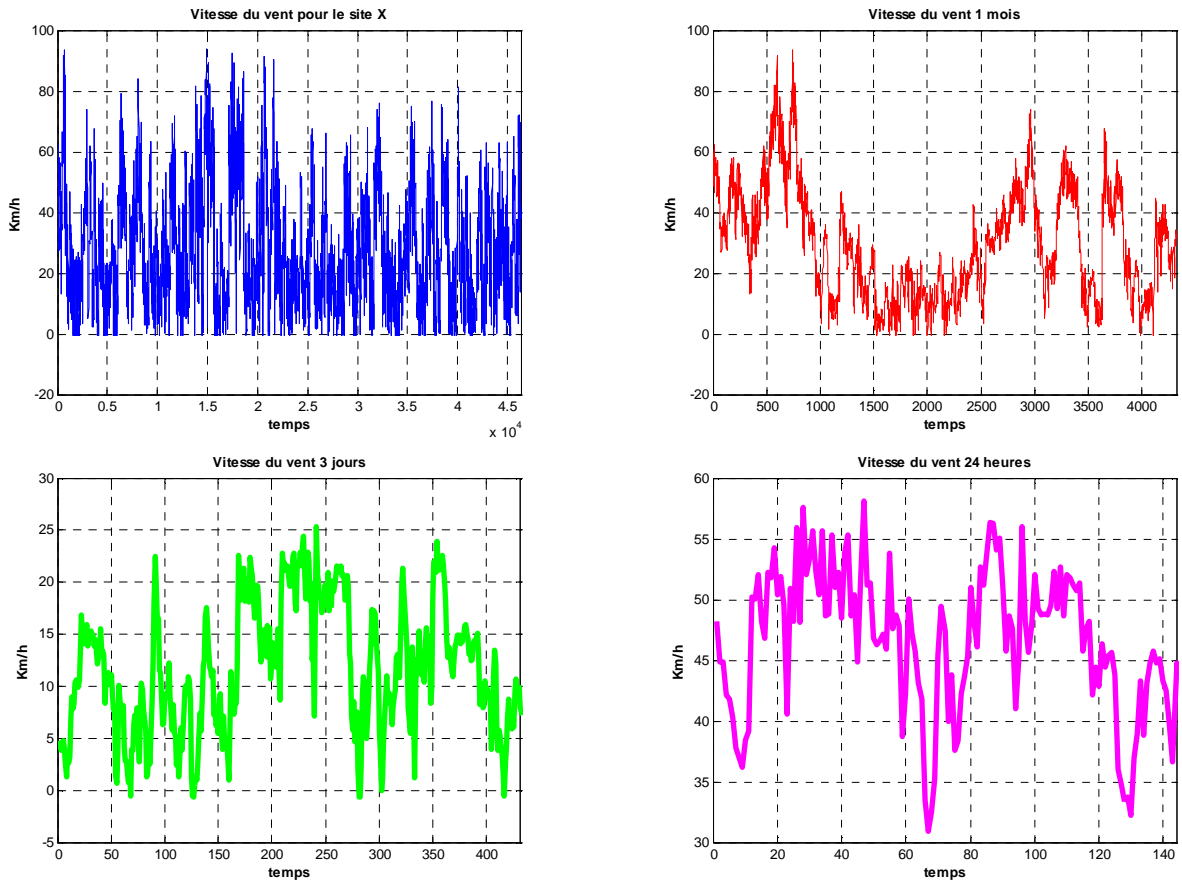 Vitesse du vent pour le site X
Km/h
100
80
60
40
20
0
-20
0 0.5 1 1.5 2 2.5 3 3.5 4 4.5
temps
x 10^4
Vitesse du vent 1 mois
Km/h
100
80
60
40
20
0
-20
0 500 1000 1500 2000 2500 3000 3500 4000
temps
Vitesse du vent 3 jours
Km/h
30
25
20
15
10
5
0
-5
0 50 100 150 200 250 300 350 400
temps
Vitesse du vent 24 heures
Km/h
60
55
50
45
40
35
30
0 20 40 60 80 100 120 140
temps